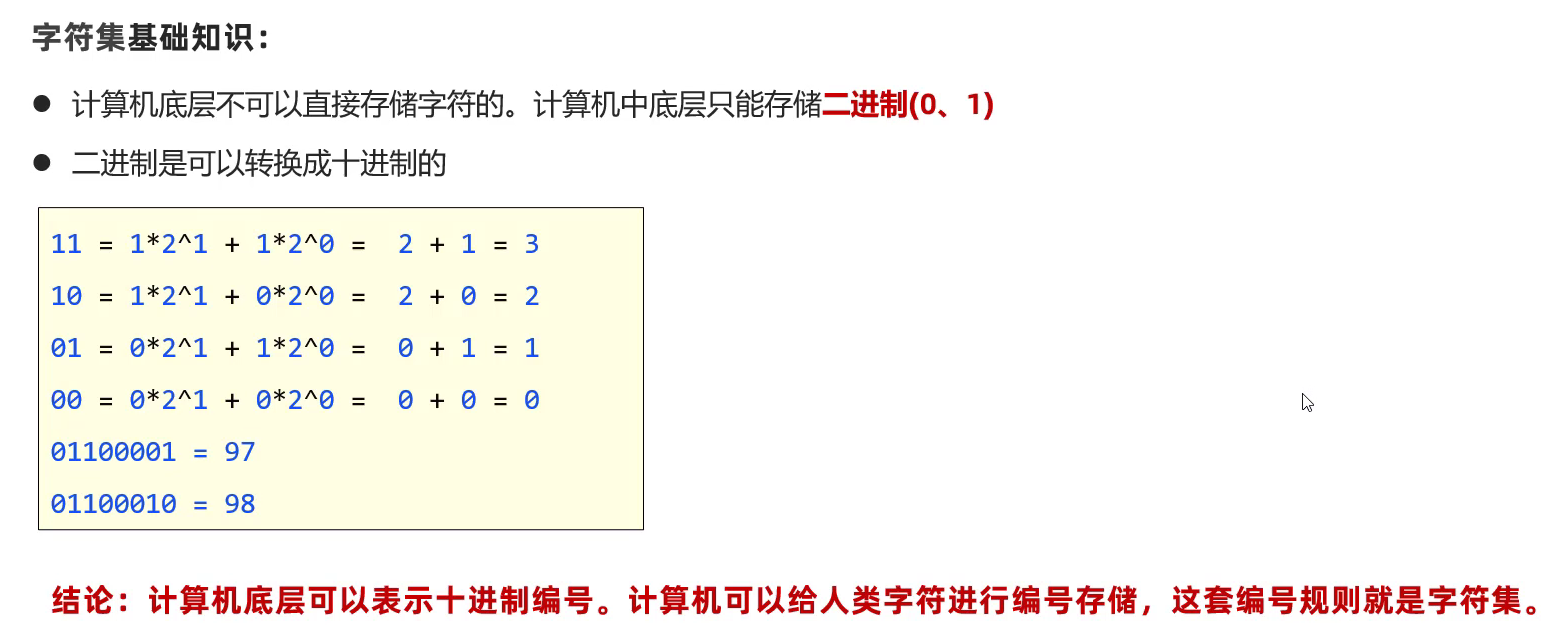 字符集基础知识：
● 计算机底层不可以直接存储字符的。计算机中底层只能存储二进制(0、1)
● 二进制是可以转换成十进制的
11 = 1*2^1 + 1*2^0 =  2 + 1 = 3
10 = 1*2^1 + 0*2^0 =  2 + 0 = 2
01 = 0*2^1 + 1*2^0 =  0 + 1 = 1
00 = 0*2^1 + 0*2^0 =  0 + 0 = 0
01100001 = 97
01100010 = 98
结论：计算机底层可以表示十进制编号。计算机可以给人类字符进行编号存储，这套编号规则就是字符集。